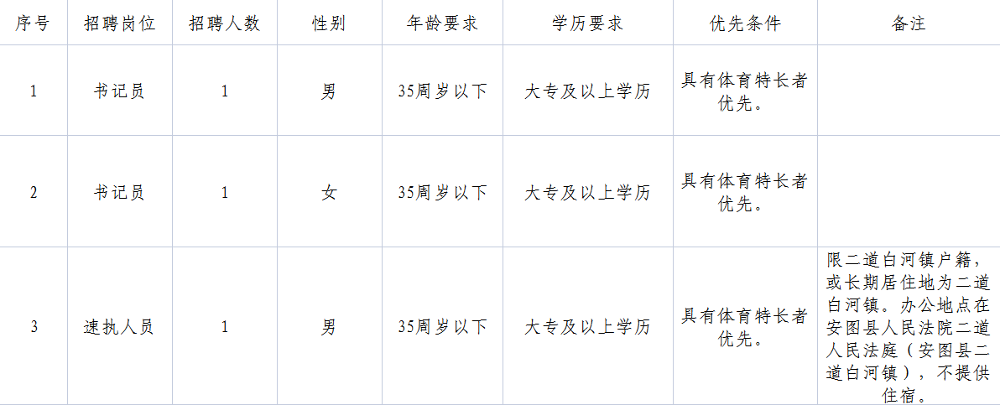 序号 招聘岗位 招聘人数 性别 年龄要求 学历要求 优先条件 备注
1 书记员 1 男 35周岁以下 大专及以上学历 具有体育特长者
优先。
2 书记员 1 女 35周岁以下 大专及以上学历 具有体育特长者
优先。
3 速执人员 1 男 35周岁以下 大专及以上学历 具有体育特长者
优先。
限二道白河镇户籍，
或长期居住地为二道
白河镇。办公地点在
安图县人民法院二道
人民法庭（安图县二
道白河镇），不提供
住宿。